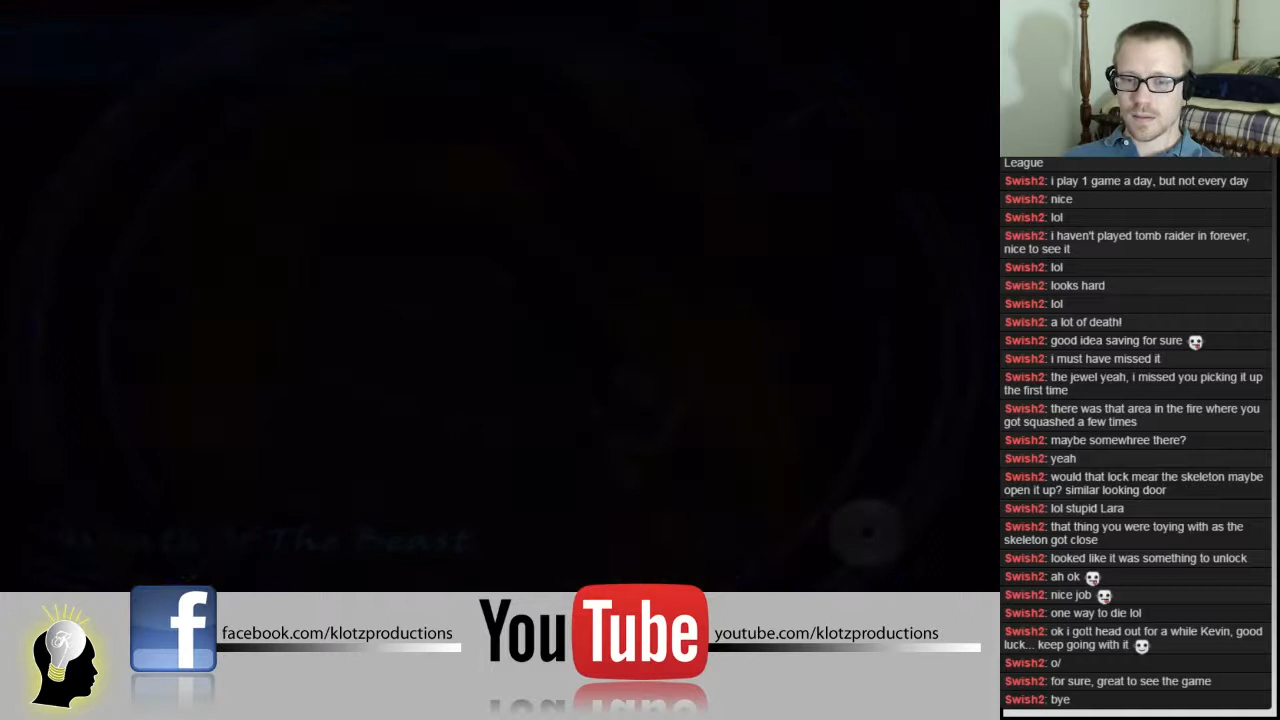 League
Swish2: i play 1 game a day, but not every day
Swish2: nice
Swish2: lol
Swish2: i haven't played tomb raider in forever,
nice to see it
Swish2: lol
Swish2: looks hard
Swish2: lol
Swish2: a lot of death!
Swish2: good idea saving for sure
Swish2: i must have missed it
Swish2: the jewel yeah, i missed you picking it up
the first time
Swish2: there was that area in the fire where you
got squashed a few times
Swish2: maybe somewhree there?
Swish2: yeah
Swish2: would that lock mear the skeleton maybe
open it up? similar looking door
Swish2: lol stupid Lara
Swish2: that thing you were toying with as the
skeleton got close
Swish2: looked like it was something to unlock
Swish2: ah ok
Swish2: nice job
Swish2: one way to die lol
Swish2: ok i gott head out for a while Kevin, good
luck... keep going with it
Swish2: o/
Swish2: for sure, great to see the game
Swish2: bye
Of The Beast
f
facebook.com/klotzproductions
YouTube
youtube.com/klotzproductions